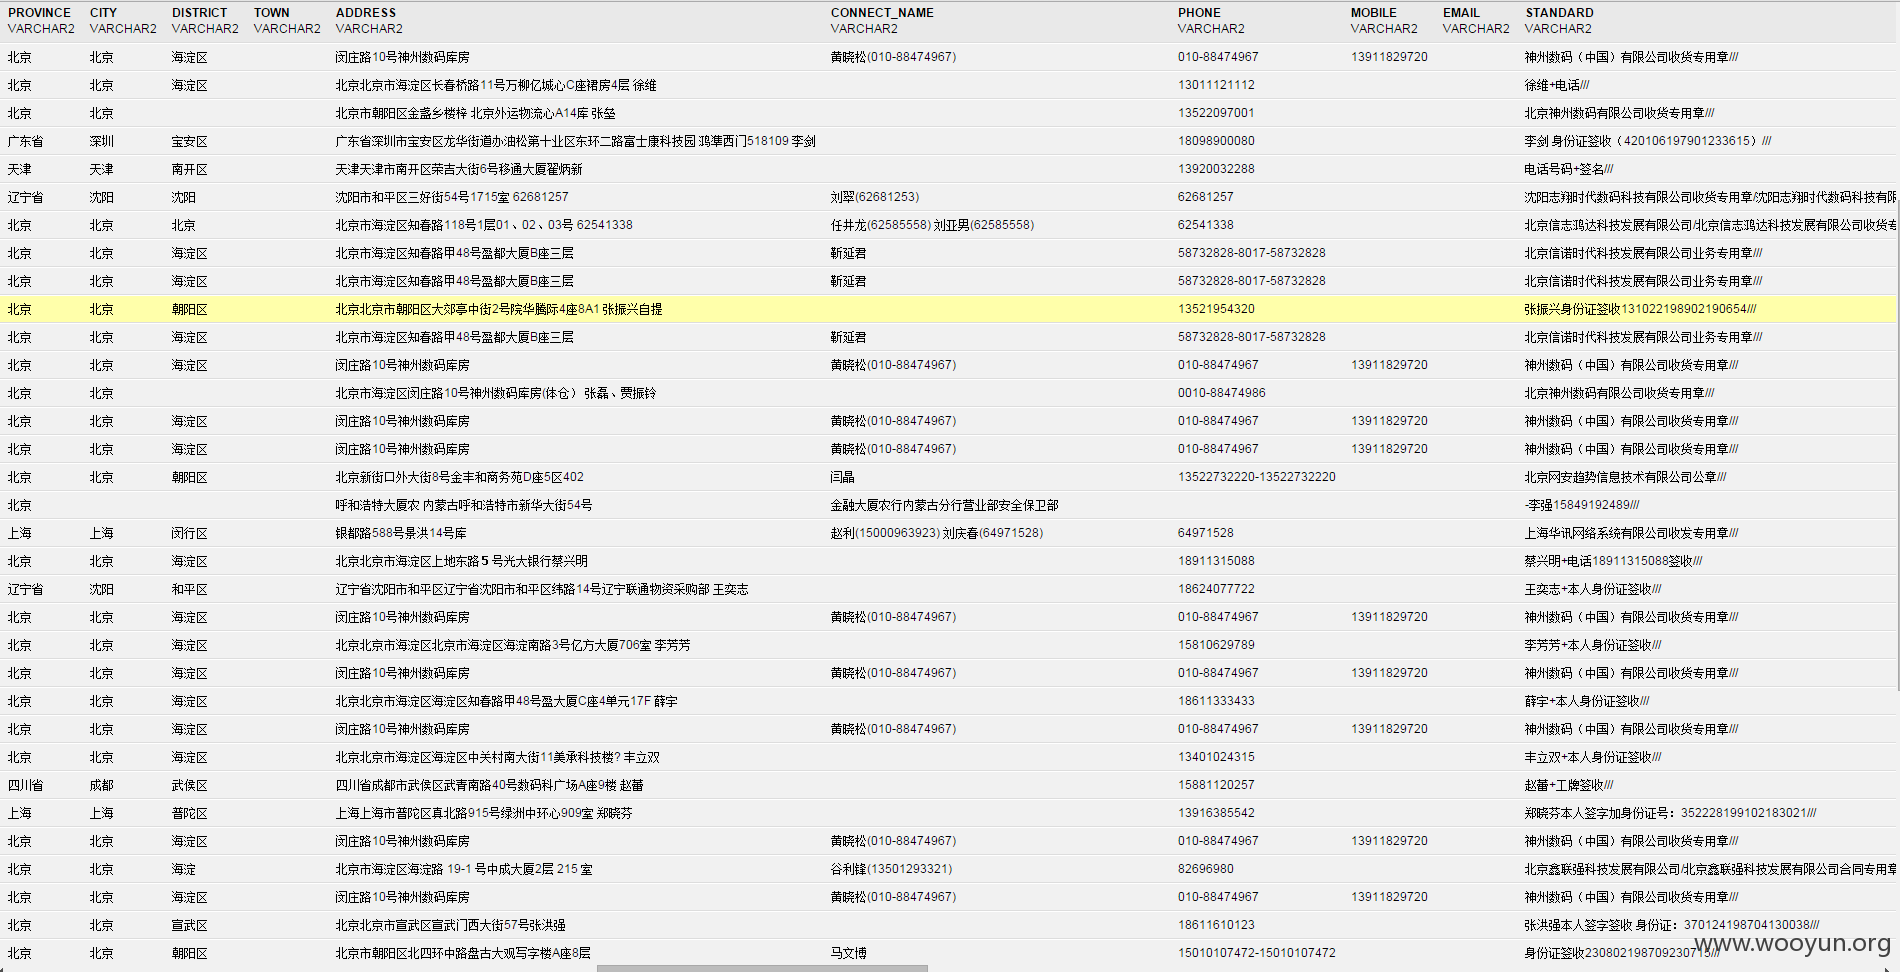 PROVINCE CITY DISTRICT TOWN ADDRESS CONNECT_NAME PHONE MOBILE EMAIL STANDARD
VARCHAR2 VARCHAR2 VARCHAR2 VARCHAR2 VARCHAR2 VARCHAR2 VARCHAR2 VARCHAR2 VARCHAR2 VARCHAR2
北京 北京 海淀区 闵庄路10号神州数码库房 黄晓松(010-88474967) 010-88474967 13911829720 神州数码（中国）有限公司收货专用章///
北京 北京 海淀区 北京北京市海淀区长春桥路11号万柳亿城心C座裙房4层 徐维 13011121112 徐维+电话///
北京 北京 北京市朝阳区金盏乡楼梓 北京外运物流心A14库 张垒 13522097001 北京神州数码有限公司收货专用章///
广东省 深圳 宝安区 广东省深圳市宝安区龙华街道办油松第十业区东环二路富士康科技园 鸿準西门518109 李剑 18098900080 李剑 身份证签收（420106197901233615）///
天津 天津 南开区 天津天津市南开区荣吉大街6号移通大厦翟炳新 13920032288 电话号码+签名///
辽宁省 沈阳 沈阳 沈阳市和平区三好街54号1715室 62681257 刘翠(62681253) 62681257 沈阳志翔时代数码科技有限公司收货专用章/沈阳志翔时代数码科技有限
北京 北京 北京 北京市海淀区知春路118号1层01、02、03号 62541338 任井龙(62585558) 刘亚男(62585558) 62541338 北京信志鸿达科技发展有限公司/北京信志鸿达科技发展有限公司收货专
北京 北京 海淀区 北京市海淀区知春路甲48号盈都大厦B座三层 靳延君 58732828-8017-58732828 北京信诺时代科技发展有限公司业务专用章///
北京 北京 海淀区 北京市海淀区知春路甲48号盈都大厦B座三层 靳延君 58732828-8017-58732828 北京信诺时代科技发展有限公司业务专用章///
北京 北京 朝阳区 北京北京市朝阳区大郊亭中街2号院华腾际4座8A1 张振兴自提 13521954320 张振兴身份证签收131022198902190654///
北京 北京 海淀区 北京市海淀区知春路甲48号盈都大厦B座三层 靳延君 58732828-8017-58732828 北京信诺时代科技发展有限公司业务专用章///
北京 北京 海淀区 闵庄路10号神州数码库房 黄晓松(010-88474967) 010-88474967 13911829720 神州数码（中国）有限公司收货专用章///
北京 北京 北京市海淀区闵庄路10号神州数码库房(体仓） 张磊、贾振铃 0010-88474986 北京神州数码有限公司收货专用章///
北京 北京 海淀区 闵庄路10号神州数码库房 黄晓松(010-88474967) 010-88474967 13911829720 神州数码（中国）有限公司收货专用章///
北京 北京 海淀区 闵庄路10号神州数码库房 黄晓松(010-88474967) 010-88474967 13911829720 神州数码（中国）有限公司收货专用章///
北京 北京 朝阳区 北京新街口外大街8号金丰和商务苑D座5区402 闫晶 13522732220-13522732220 北京网安趋势信息技术有限公司公章///
北京 呼和浩特大厦农 内蒙古呼和浩特市新华大街54号 金融大厦农行内蒙古分行营业部安全保卫部 -李强15849192489///
上海 上海 闵行区 银都路588号景洪14号库 赵利(15000963923) 刘庆春(64971528) 64971528 上海华讯网络系统有限公司收发专用章///
北京 北京 海淀区 北京北京市海淀区上地东路５号光大银行蔡兴明 18911315088 蔡兴明+电话18911315088签收///
辽宁省 沈阳 和平区 辽宁省沈阳市和平区辽宁省沈阳市和平区纬路14号辽宁联通物资采购部 王奕志 18624077722 王奕志+本人身份证签收///
北京 北京 海淀区 闵庄路10号神州数码库房 黄晓松(010-88474967) 010-88474967 13911829720 神州数码（中国）有限公司收货专用章///
北京 北京 海淀区 北京北京市海淀区北京市海淀区海淀南路3号亿方大厦706室 李芳芳 15810629789 李芳芳+本人身份证签收///
北京 北京 海淀区 闵庄路10号神州数码库房 黄晓松(010-88474967) 010-88474967 13911829720 神州数码（中国）有限公司收货专用章///
北京 北京 海淀区 北京北京市海淀区海淀区知春路甲48号盈大厦C座4单元17F 薛宇 18611333433 薛宇+本人身份证签收///
北京 北京 海淀区 闵庄路10号神州数码库房 黄晓松(010-88474967) 010-88474967 13911829720 神州数码（中国）有限公司收货专用章///
北京 北京 海淀区 北京北京市海淀区海淀区中关村南大街11美承科技楼? 丰立双 13401024315 丰立双+本人身份证签收///
四川省 成都 武侯区 四川省成都市武侯区武青南路40号数码科广场A座9楼 赵蕾 15881120257 赵蕾+工牌签收///
上海 上海 普陀区 上海上海市普陀区真北路915号绿洲中环心909室 郑晓芬 13916385542 郑晓芬本人签字加身份证号：352228199102183021///
北京 北京 海淀区 闵庄路10号神州数码库房 黄晓松(010-88474967) 010-88474967 13911829720 神州数码（中国）有限公司收货专用章///
北京 北京 海淀 北京市海淀区海淀路 19-1 号中成大厦2层 215 室 谷利锋(13501293321) 82696980 北京鑫联强科技发展有限公司/北京鑫联强科技发展有限公司合同专用章
北京 北京 海淀区 闵庄路10号神州数码库房 黄晓松(010-88474967) 010-88474967 13911829720 神州数码（中国）有限公司收货专用章///
北京 北京 宣武区 北京北京市宣武区宣武门西大街57号张洪强 18611610123 张洪强本人签字签收 身份证：370124198704130038///
北京 北京 朝阳区 北京市朝阳区北四环中路盘古大观写字楼A座8层 马文博 15010107472-15010107472 身份证签收230802198709230715///
www.wooyun.org